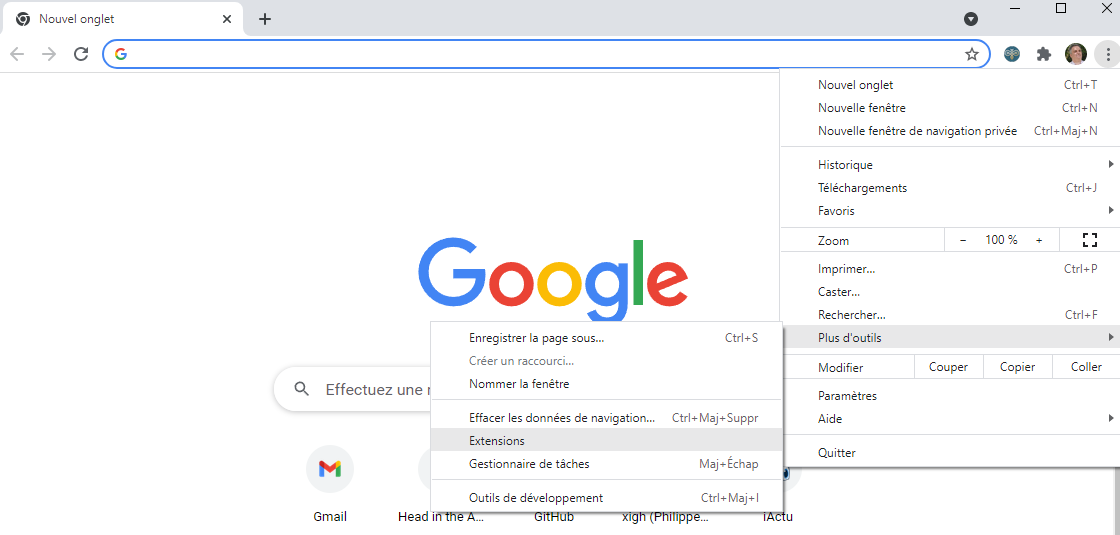 Nouvel onglet
Nouvel onglet Ctrl+T
Nouvelle fenêtre Ctrl+N
Nouvelle fenêtre de navigation privée Ctrl+Maj+N
Historique
Téléchargements Ctrl+J
Favoris
Zoom − 100 % +
Imprimer... Ctrl+P
Caster...
Rechercher... Ctrl+F
Plus d'outils
Modifier Couper Copier Coller
Paramètres
Aide
Quitter
Google
Enregistrer la page sous... Ctrl+S
Créer un raccourci...
Nommer la fenêtre
Effacer les données de navigation... Ctrl+Maj+Suppr
Extensions
Gestionnaire de tâches Maj+Échap
Outils de développement Ctrl+Maj+I
Effectuez une
Gmail Head in the A... GitHub xigh (Philippe... iActu